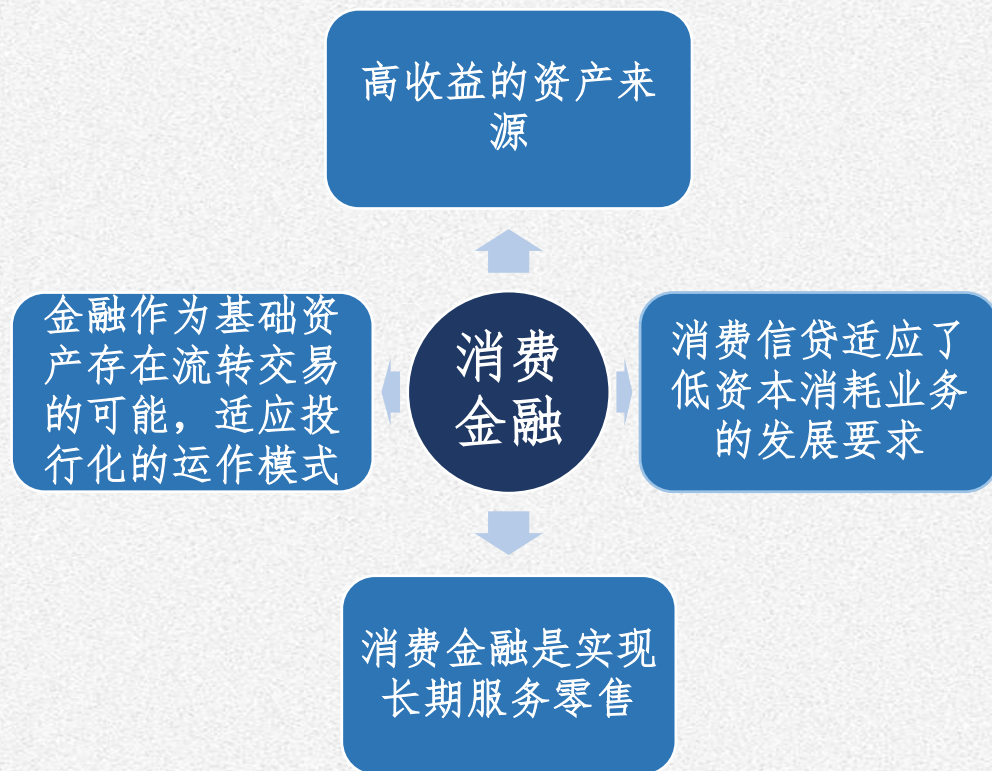 高收益的资产来
源
金融作为基础资
产存在流转交易
的可能，适应投
行化的运作模式
消费
金融
消费信贷适应了
低资本消耗业务
的发展要求
消费金融是实现
长期服务零售